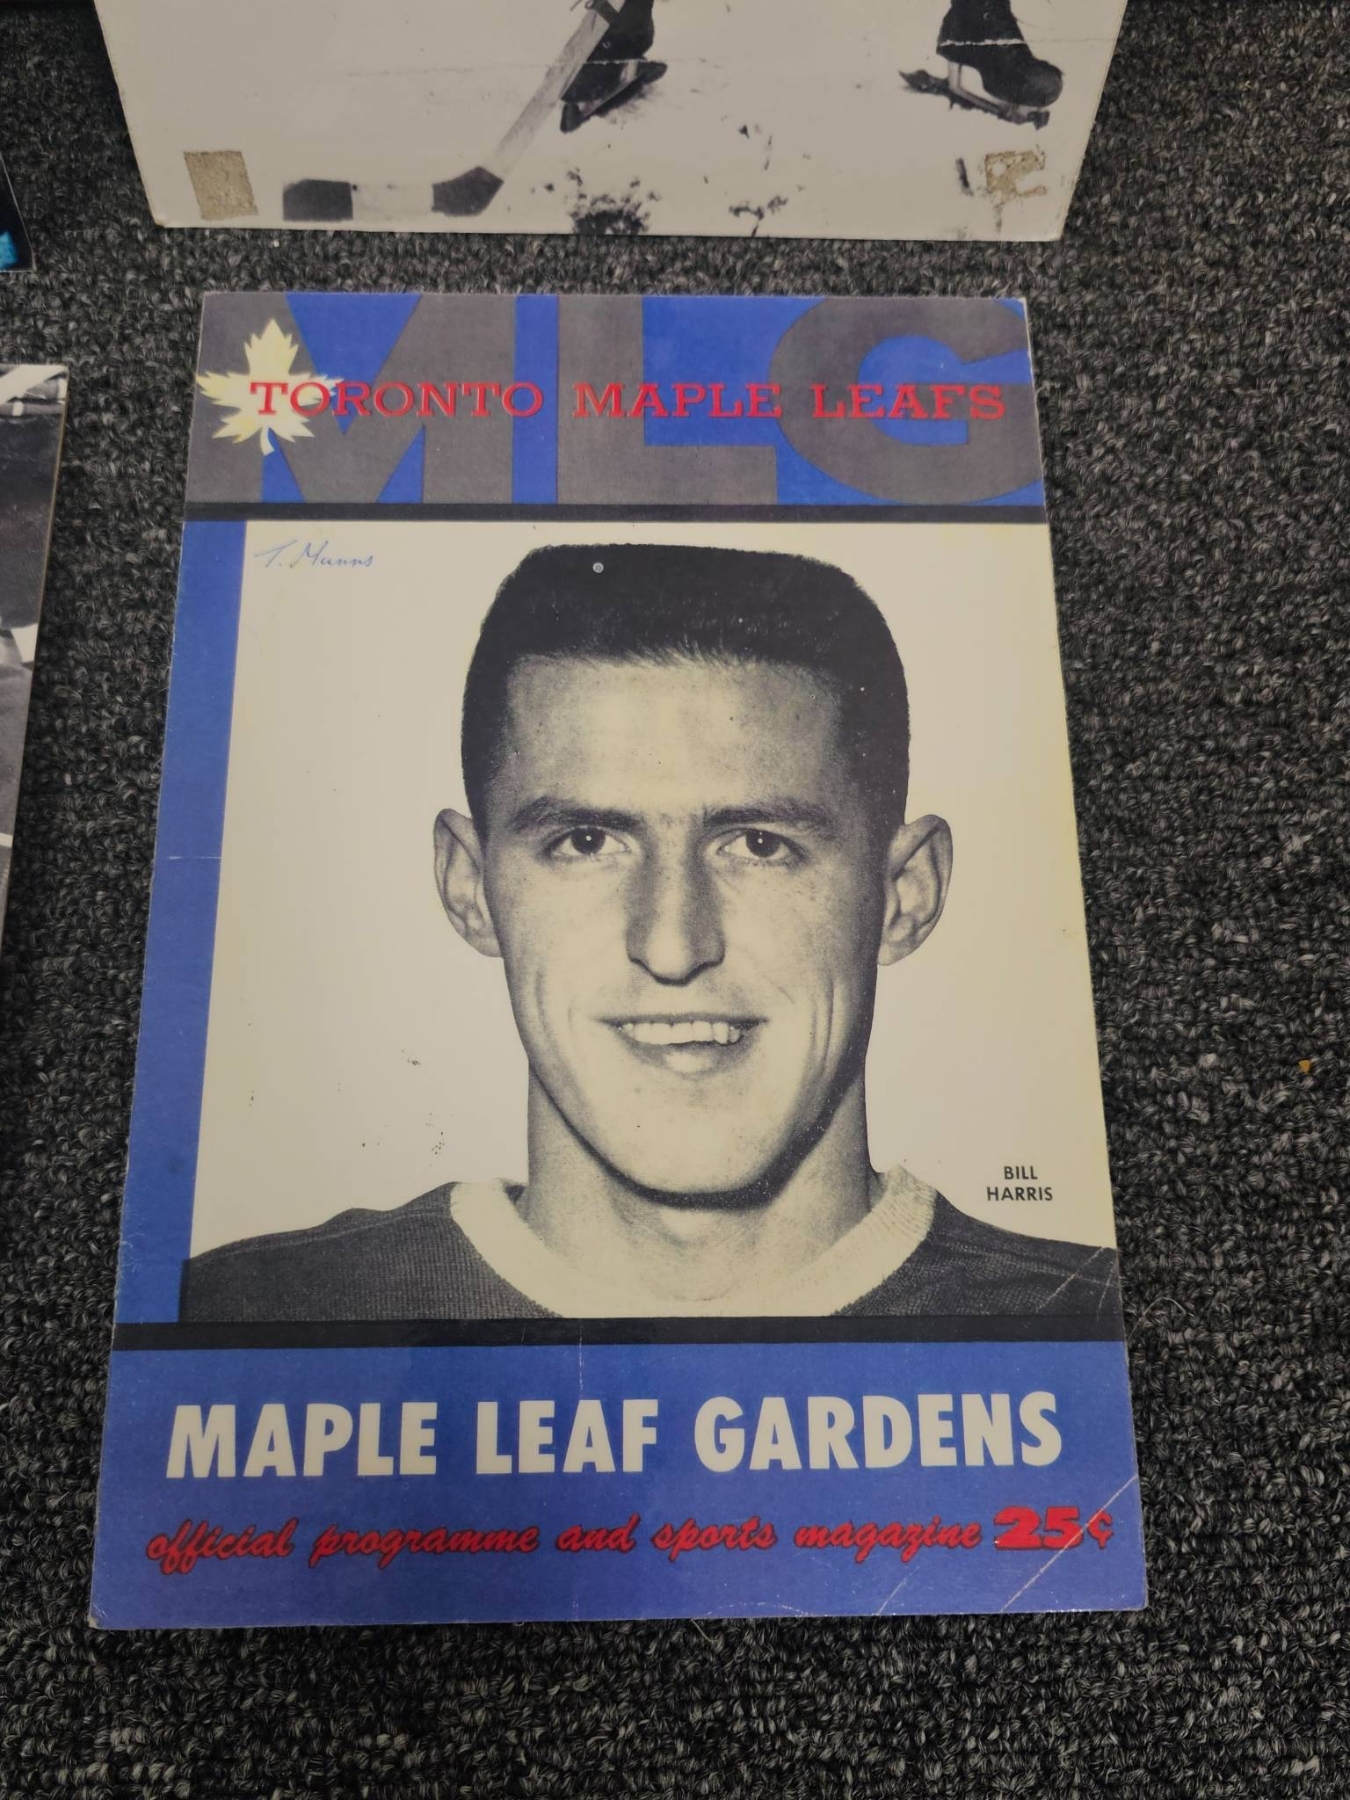 MLG
TORONTO MAPLE LEAFS
T. Munns
BILL
HARRIS
MAPLE LEAF GARDENS
official programme and sports magazine 25¢